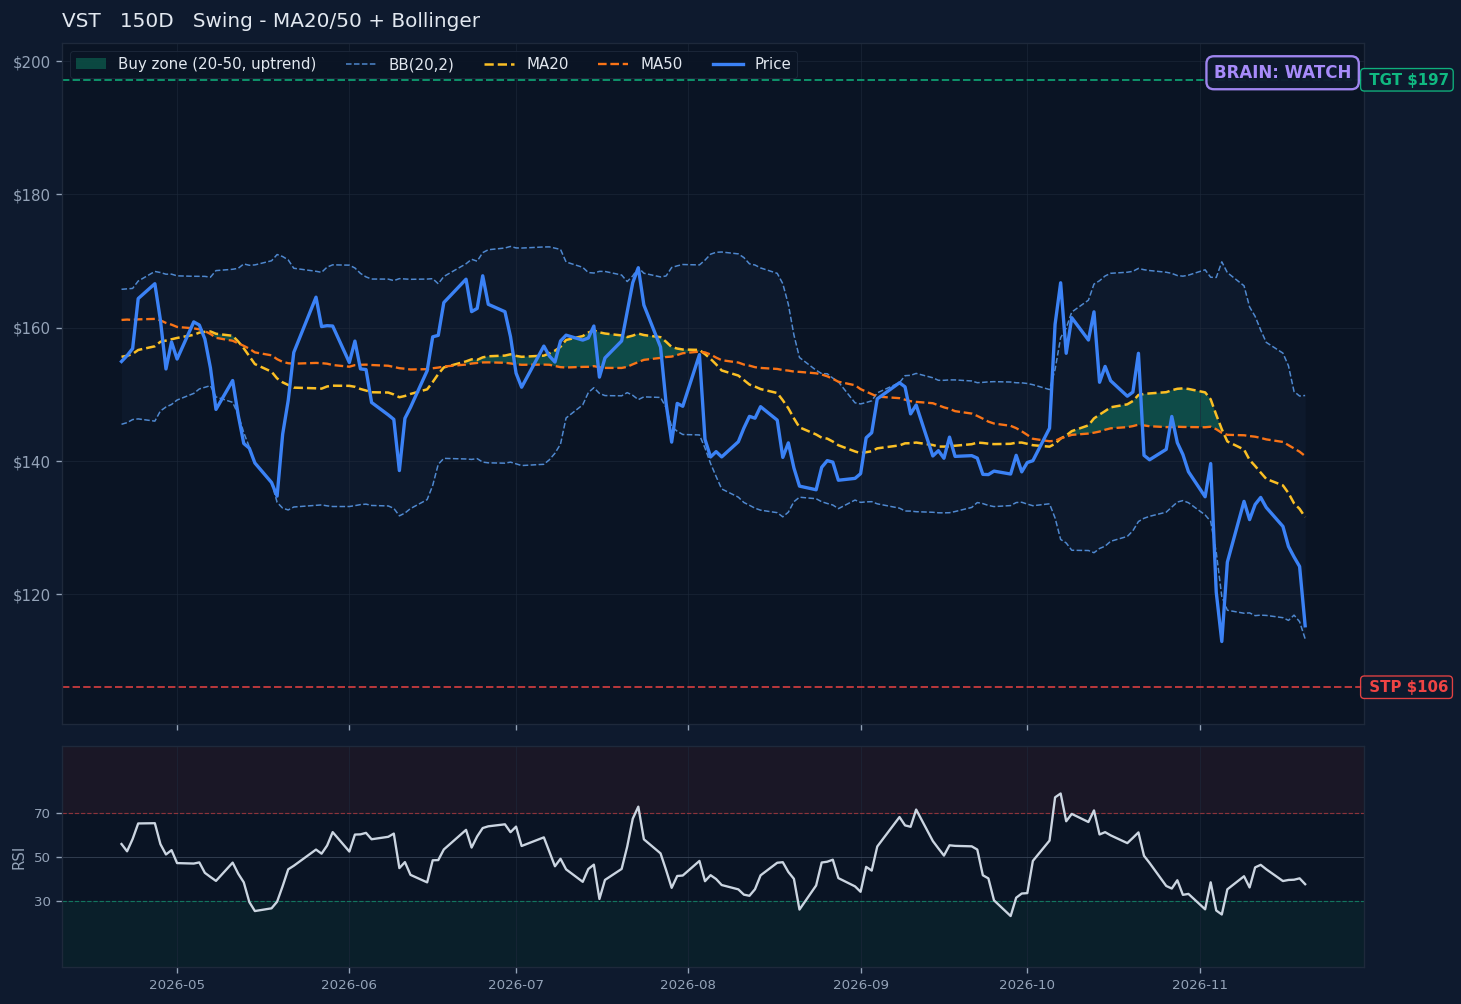 VST   150D   Swing - MA20/50 + Bollinger
Buy zone (20-50, uptrend)   BB(20,2)   MA20   MA50   Price
BRAIN: WATCH
TGT $197
$200
$180
$160
$140
$120
STP $106
RSI
70
50
30
2026-05   2026-06   2026-07   2026-08   2026-09   2026-10   2026-11